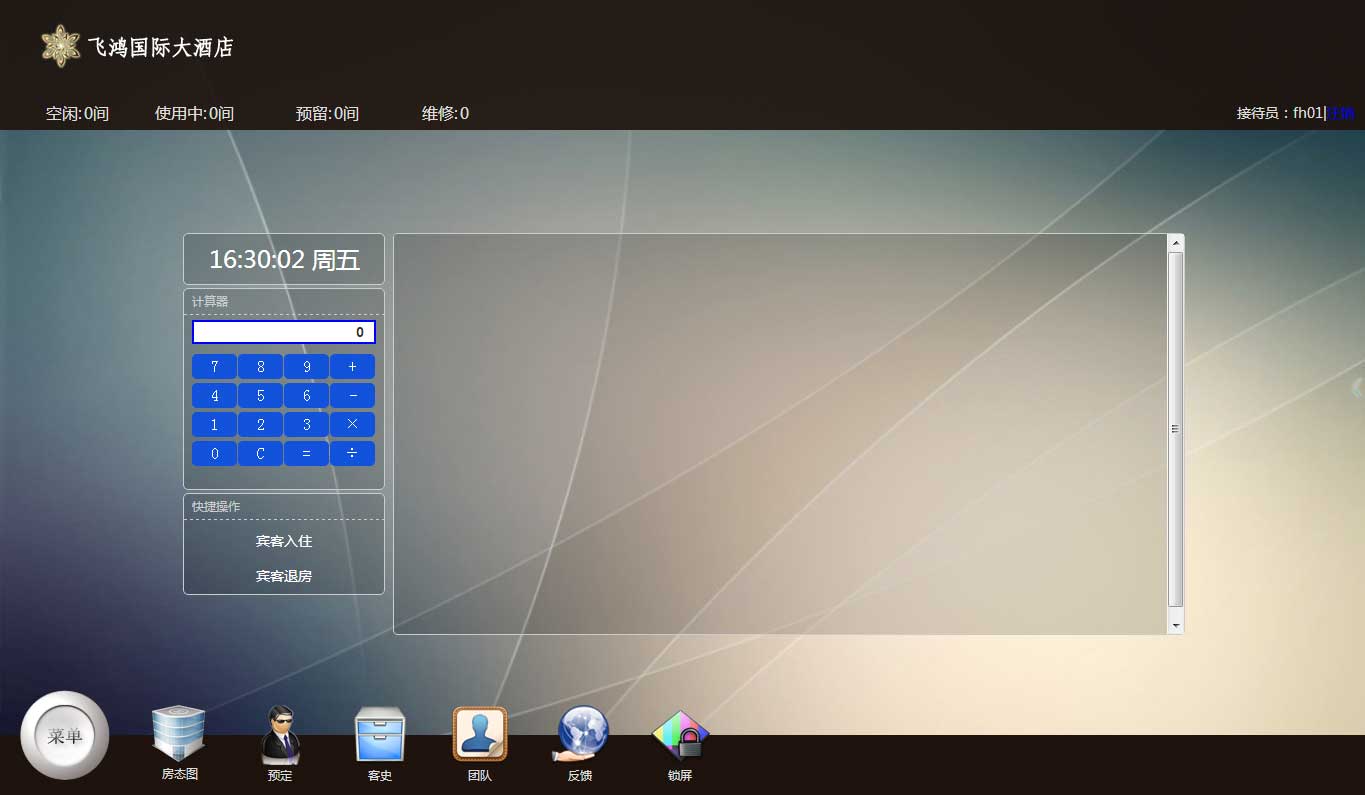 飞鸿国际大酒店
空闲:0间 使用中:0间 预留:0间 维修:0 接待员：fh01|注销
16:30:02 周五
计算器
0
7 8 9 +
4 5 6 -
1 2 3 ×
0 C = ÷
快捷操作
宾客入住
宾客退房
菜单
房态图 预定 客史 团队 反馈 锁屏